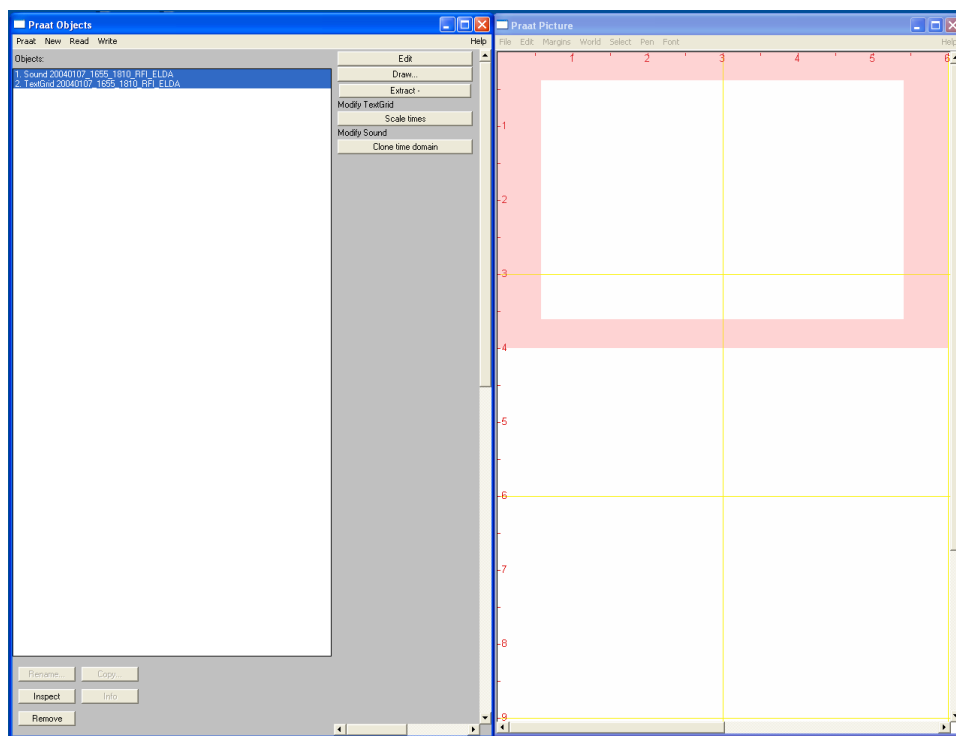 Praat Objects
Praat New Read Write Help
Objects:
1. Sound 20040107_1655_1810_RFI_ELDA
2. TextGrid 20040107_1655_1810_RFI_ELDA
Edit
Draw...
Extract -
Modify TextGrid
Scale times
Modify Sound
Clone time domain
Rename... Copy...
Inspect Info
Remove
Praat Picture
File Edit Margins World Select Pen Font Help
1 2 3 4 5 6
1
2
3
4
5
6
7
8
9